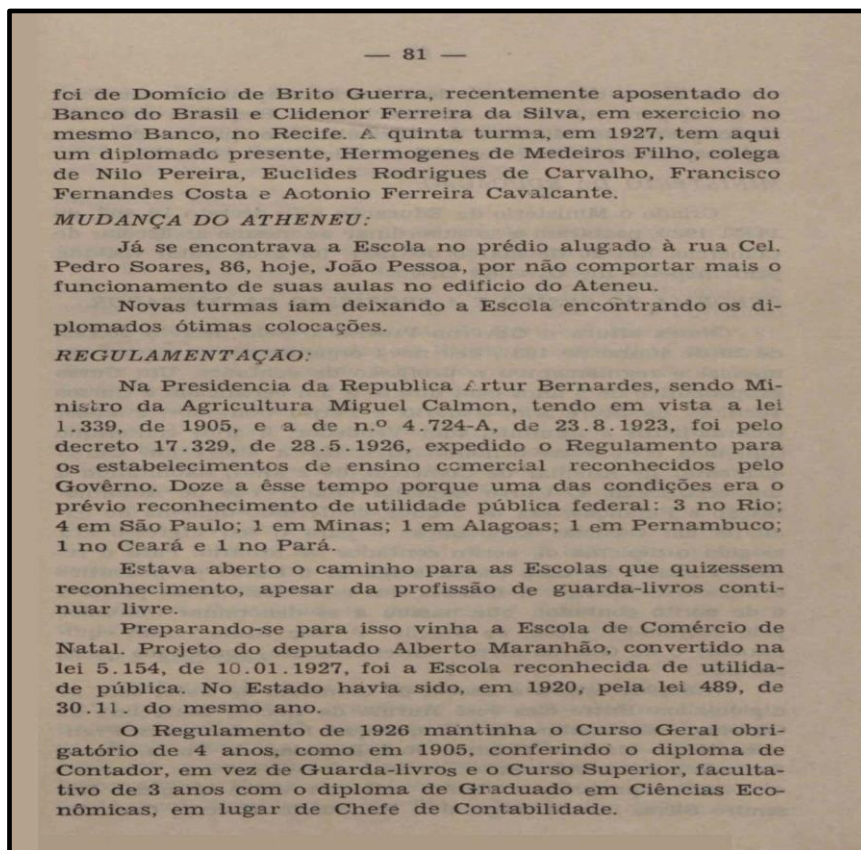 — 81 —
foi de Domício de Brito Guerra, recentemente aposentado do
Banco do Brasil e Clidenor Ferreira da Silva, em exercicio no
mesmo Banco, no Recife. A quinta turma, em 1927, tem aqui
um diplomado presente, Hermogenes de Medeiros Filho, colega
de Nilo Pereira, Euclides Rodrigues de Carvalho, Francisco
Fernandes Costa e Aotonio Ferreira Cavalcante.
MUDANÇA DO ATHENEU:
Já se encontrava a Escola no prédio alugado à rua Cel.
Pedro Soares, 86, hoje, João Pessoa, por não comportar mais o
funcionamento de suas aulas no edificio do Ateneu.
Novas turmas iam deixando a Escola encontrando os di-
plomados ótimas colocações.
REGULAMENTAÇÃO:
Na Presidencia da Republica Artur Bernardes, sendo Mi-
nistro da Agricultura Miguel Calmon, tendo em vista a lei
1.339, de 1905, e a de n.º 4.724-A, de 23.8.1923, foi pelo
decreto 17.329, de 28.5.1926, expedido o Regulamento para
os estabelecimentos de ensino comercial reconhecidos pelo
Govêrno. Doze a êsse tempo porque uma das condições era o
prévio reconhecimento de utilidade pública federal: 3 no Rio;
4 em São Paulo; 1 em Minas; 1 em Alagoas; 1 em Pernambuco;
1 no Ceará e 1 no Pará.
Estava aberto o caminho para as Escolas que quizessem
reconhecimento, apesar da profissão de guarda-livros conti-
nuar livre.
Preparando-se para isso vinha a Escola de Comércio de
Natal. Projeto do deputado Alberto Maranhão, convertido na
lei 5.154, de 10.01.1927, foi a Escola reconhecida de utilida-
de pública. No Estado havia sido, em 1920, pela lei 489, de
30.11. do mesmo ano.
O Regulamento de 1926 mantinha o Curso Geral obri-
gatório de 4 anos, como em 1905, conferindo o diploma de
Contador, em vez de Guarda-livros e o Curso Superior, faculta-
tivo de 3 anos com o diploma de Graduado em Ciências Eco-
nômicas, em lugar de Chefe de Contabilidade.